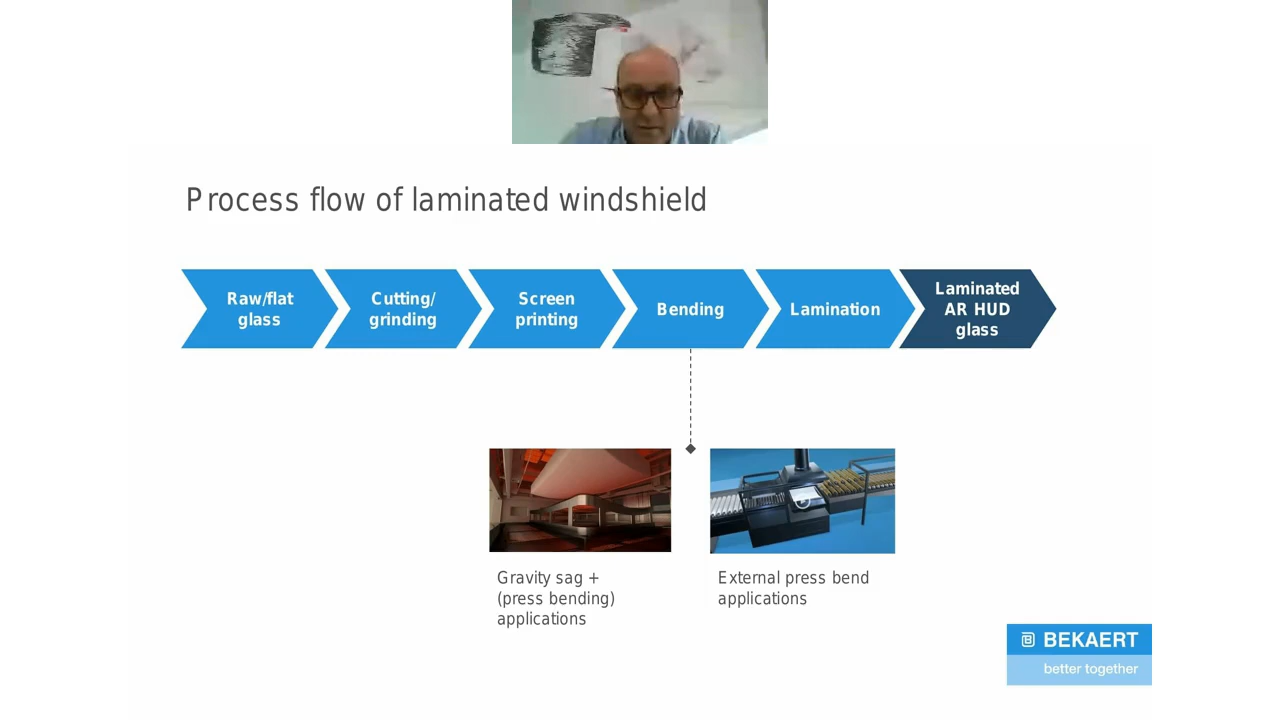 Process flow of laminated windshield
Raw/flat
glass
Cutting/
grinding
Screen
printing
Bending
Lamination
Laminated
AR HUD
glass
Gravity sag +
(press bending)
applications
External press bend
applications
BEKAERT
better together